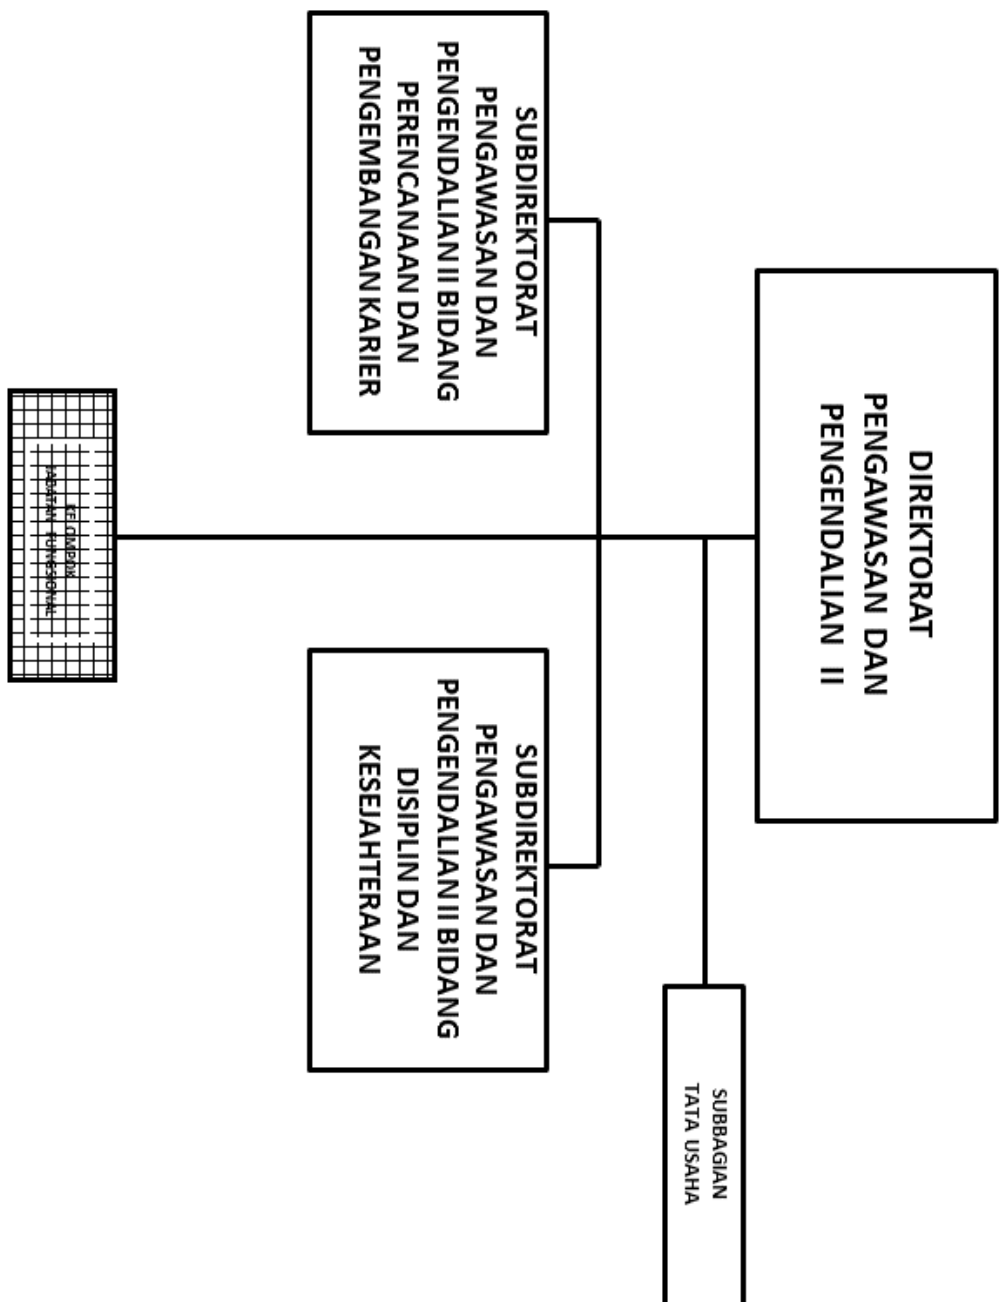 DIREKTORAT
PENGAWASAN DAN
PENGENDALIAN II
SUBBAGIAN
TATA USAHA
SUBDIREKTORAT
PENGAWASAN DAN
PENGENDALIAN II BIDANG
PERENCANAAN DAN
PENGEMBANGAN KARIER
SUBDIREKTORAT
PENGAWASAN DAN
PENGENDALIAN II BIDANG
DISIPLIN DAN
KESEJAHTERAAN
KELOMPOK
JABATAN FUNGSIONAL